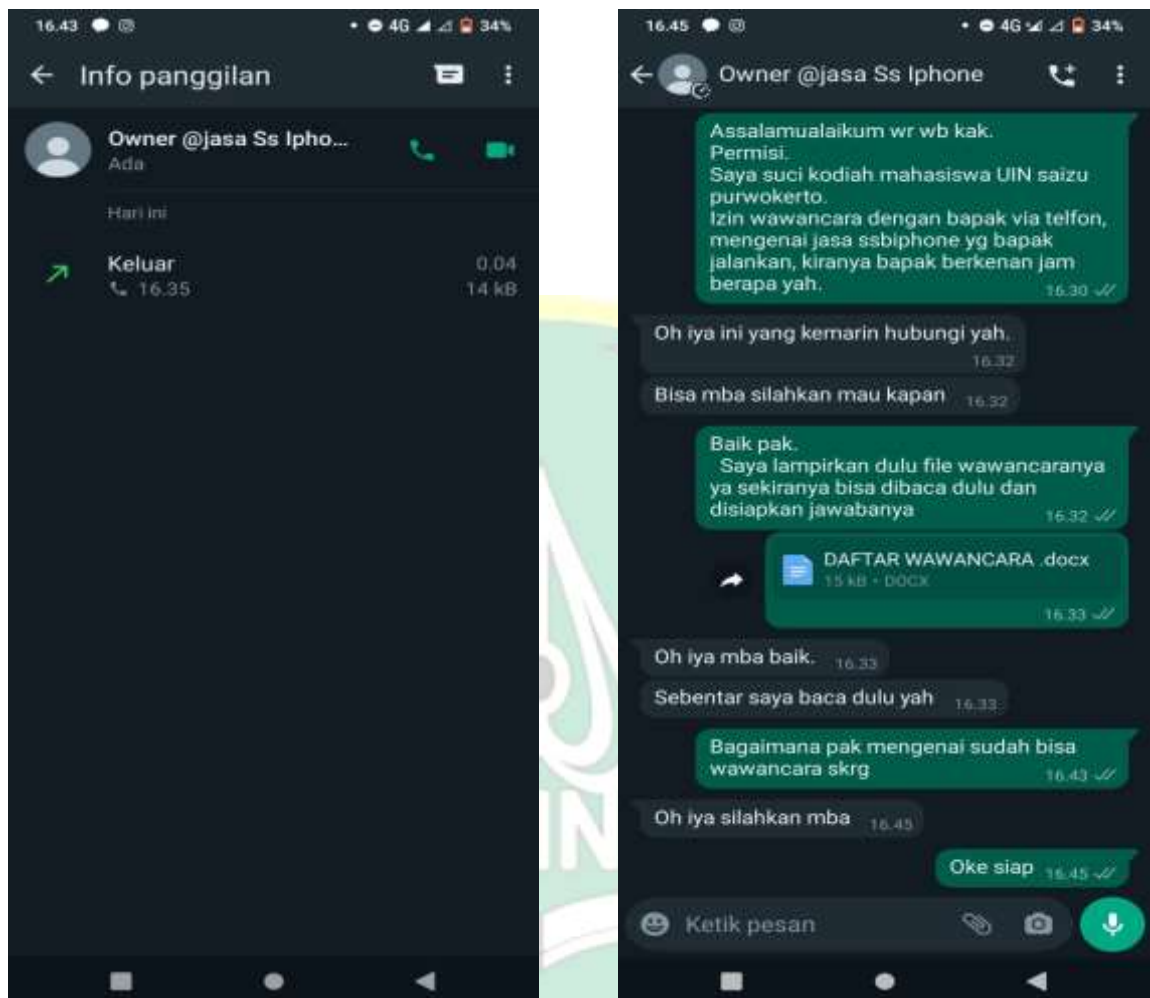 16.43
4G 34%
Info panggilan
Owner @jasa Ss Ipho...
Ada
Hari ini
Keluar 0.04
16.35 14 kB
16.45
4G 34%
Owner @jasa Ss Iphone
Assalamualaikum wr wb kak.
Permisi.
Saya suci kodiah mahasiswa UIN saizu
purwokerto.
Izin wawancara dengan bapak via telfon,
mengenai jasa ssbiphone yg bapak
jalankan, kiranya bapak berkenan jam
berapa yah.
16.30
Oh iya ini yang kemarin hubungi yah.
16.32
Bisa mba silahkan mau kapan 16.32
Baik pak.
Saya lampirkan dulu file wawancaranya
ya sekiranya bisa dibaca dulu dan
disiapkan jawabanya 16.32
DAFTAR WAWANCARA .docx
15 kB • DOCX
16.33
Oh iya mba baik. 16.33
Sebentar saya baca dulu yah 16.33
Bagaimana pak mengenai sudah bisa
wawancara skrg 16.43
Oh iya silahkan mba 16.45
Oke siap 16.45
Ketik pesan